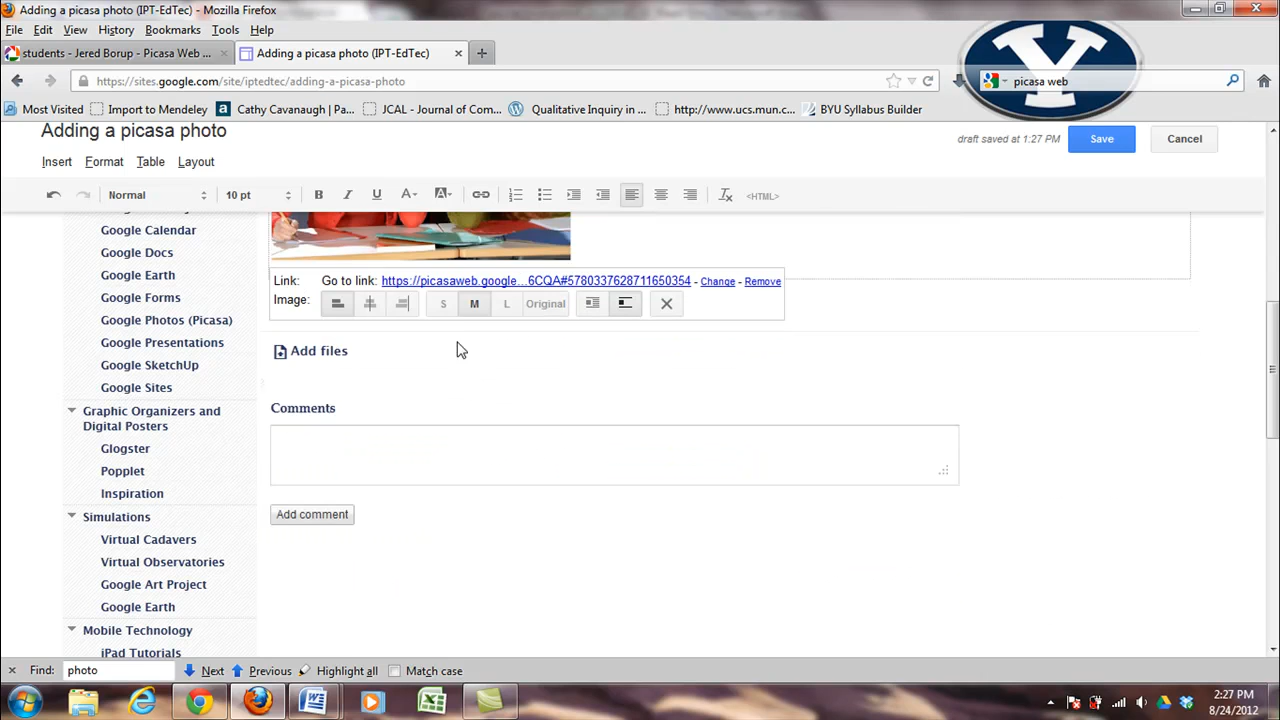 Adding a picasa photo (IPT-EdTec) - Mozilla Firefox
File Edit View History Bookmarks Tools Help
students - Jered Borup - Picasa Web ...
Adding a picasa photo (IPT-EdTec)
https://sites.google.com/site/iptedtec/adding-a-picasa-photo
picasa web
Most Visited Import to Mendeley Cathy Cavanagh | ... JCAL - Journal of Com... Qualitative Inquiry in ... http://www.ucs.mun.c... BYU Syllabus Builder
Adding a picasa photo
draft saved at 1:27 PM Save Cancel
Insert Format Table Layout
Normal 10 pt B I U A A <HTML>
Google Calendar
Google Docs
Google Earth
Google Forms
Google Photos (Picasa)
Google Presentations
Google SketchUp
Google Sites
Graphic Organizers and
Digital Posters
Glogster
Popplet
Inspiration
Simulations
Virtual Cadavers
Virtual Observatories
Google Art Project
Google Earth
Mobile Technology
iPad Tutorials
Link: Go to link: https://picasaweb.google...6CQA#5780337628711650354 - Change - Remove
Image: S M L Original
Add files
Comments
Add comment
Find: photo Next Previous Highlight all Match case
2:27 PM
8/24/2012